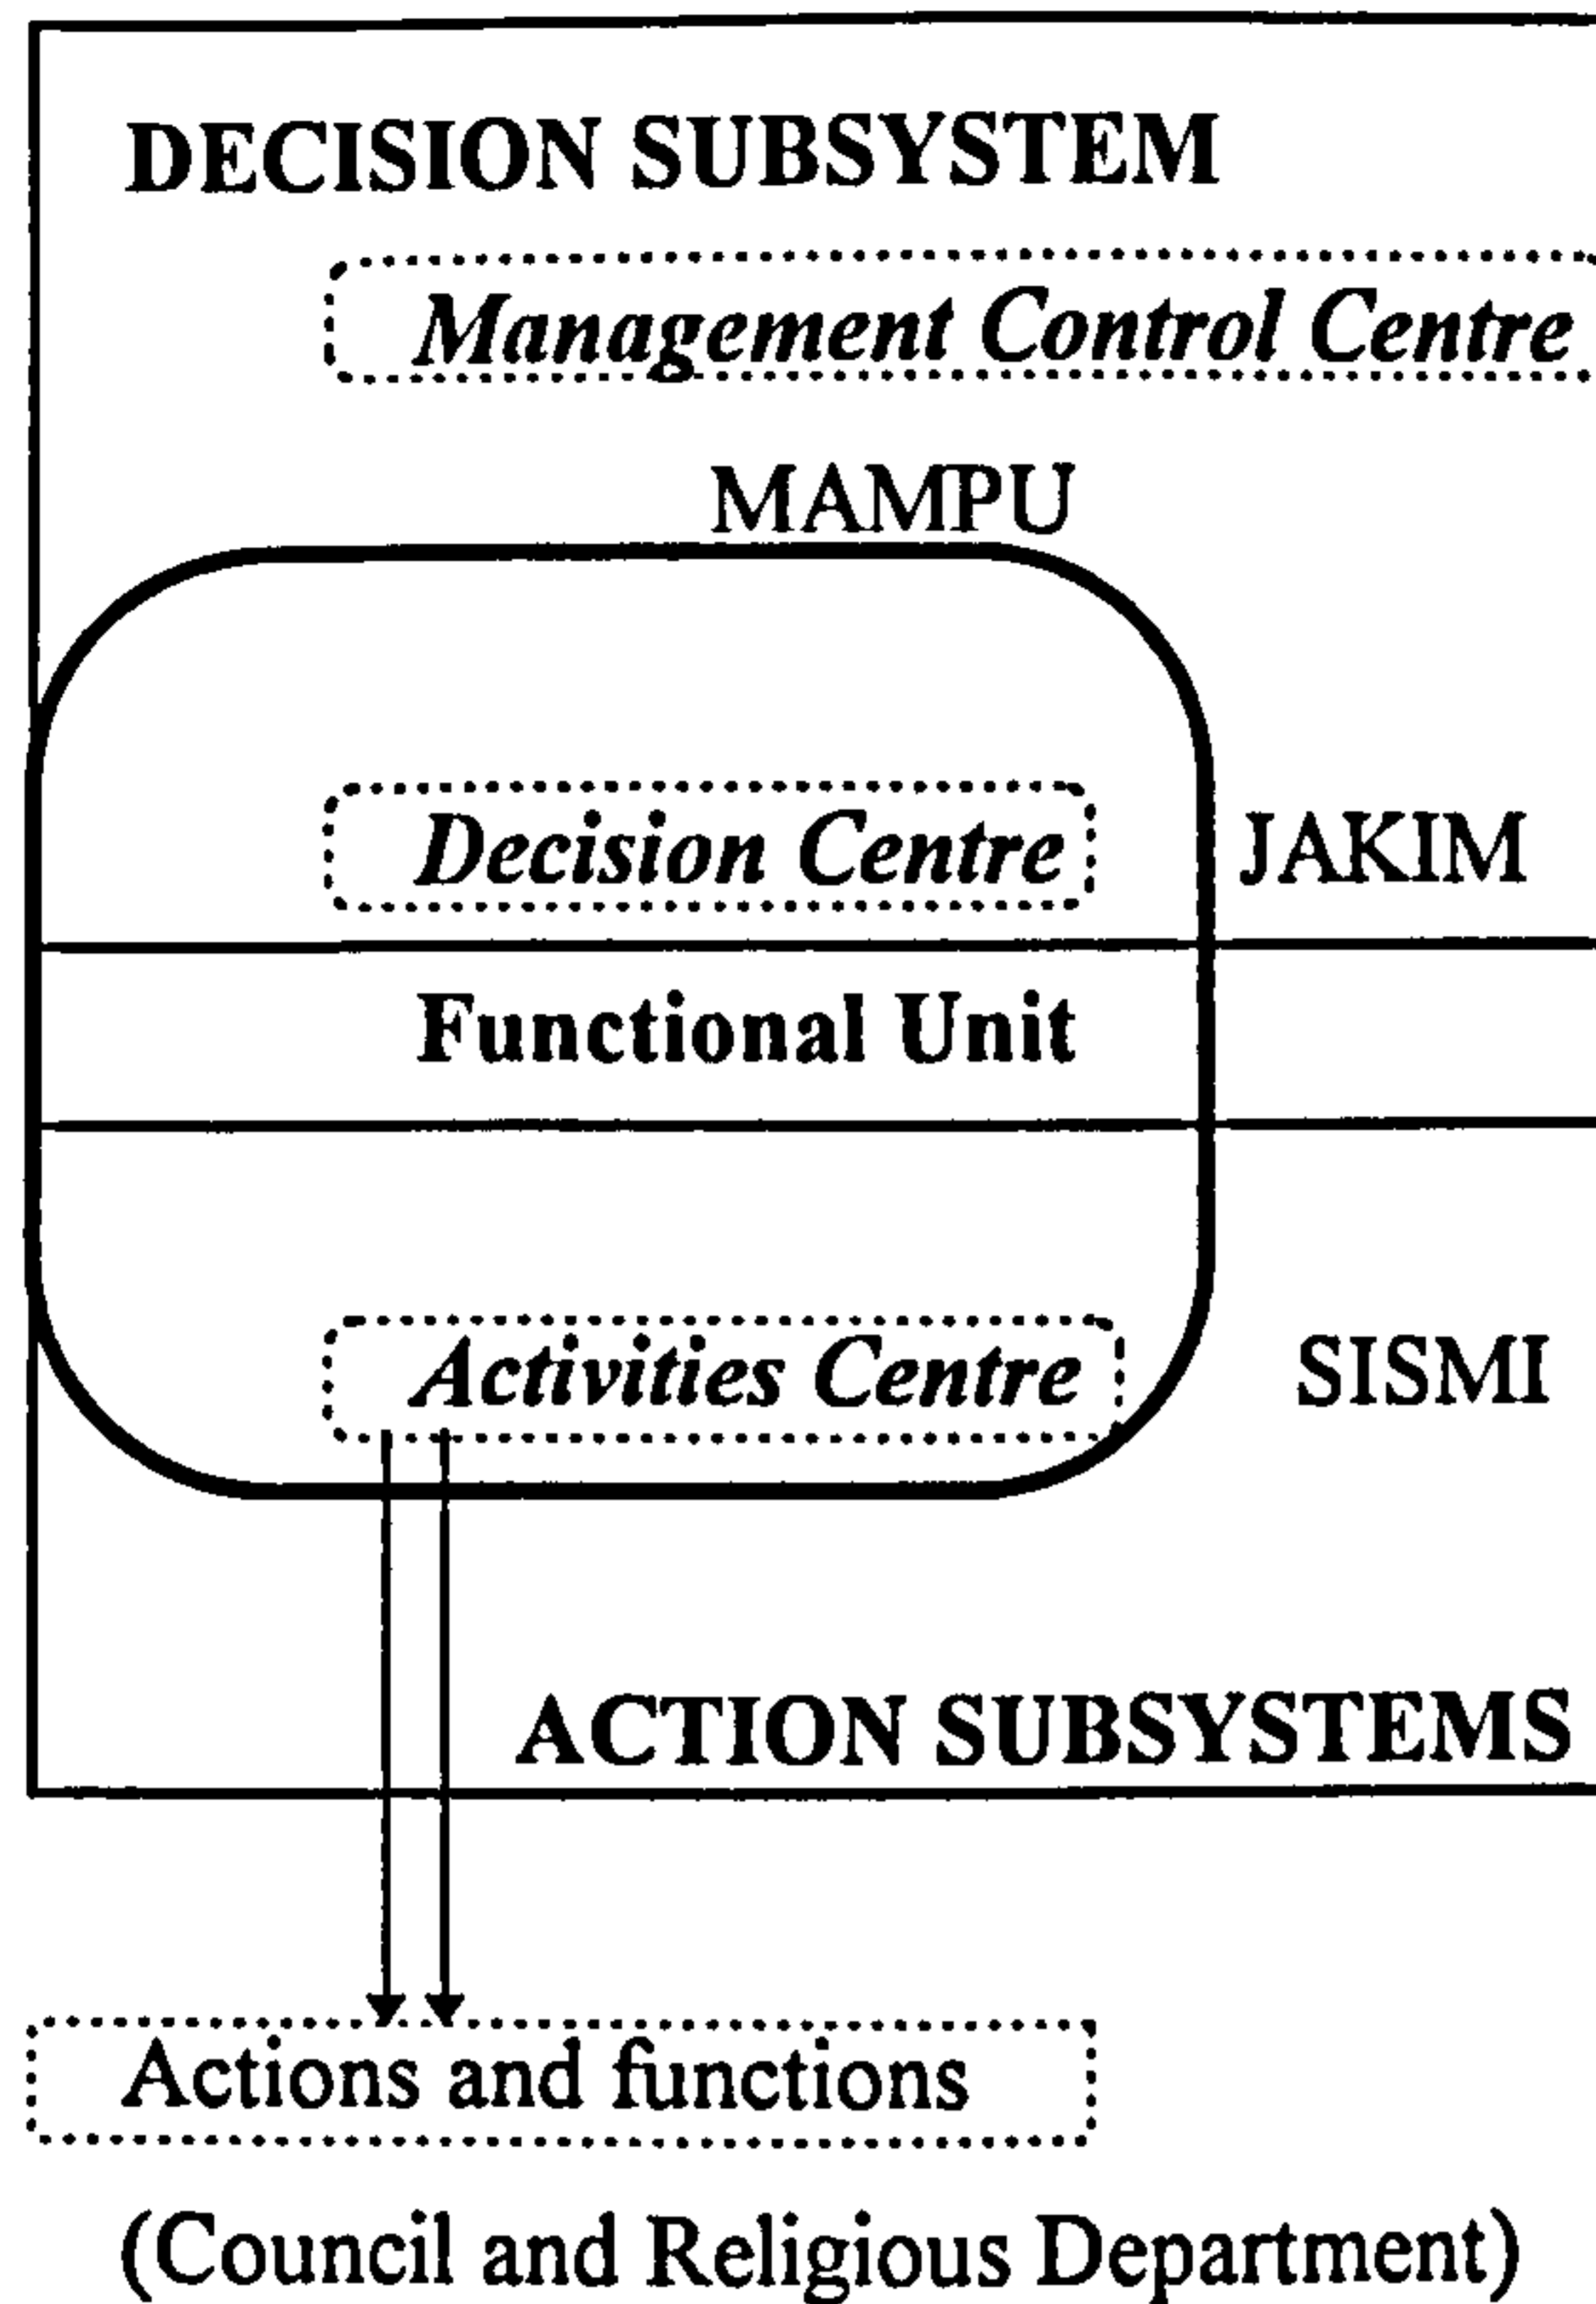 DECISION SUBSYSTEM
Management Control Centre
MAMPU
Decision Centre JAKIM
Functional Unit
Activities Centre SISMI
ACTION SUBSYSTEMS
Actions and functions
(Council and Religious Department)